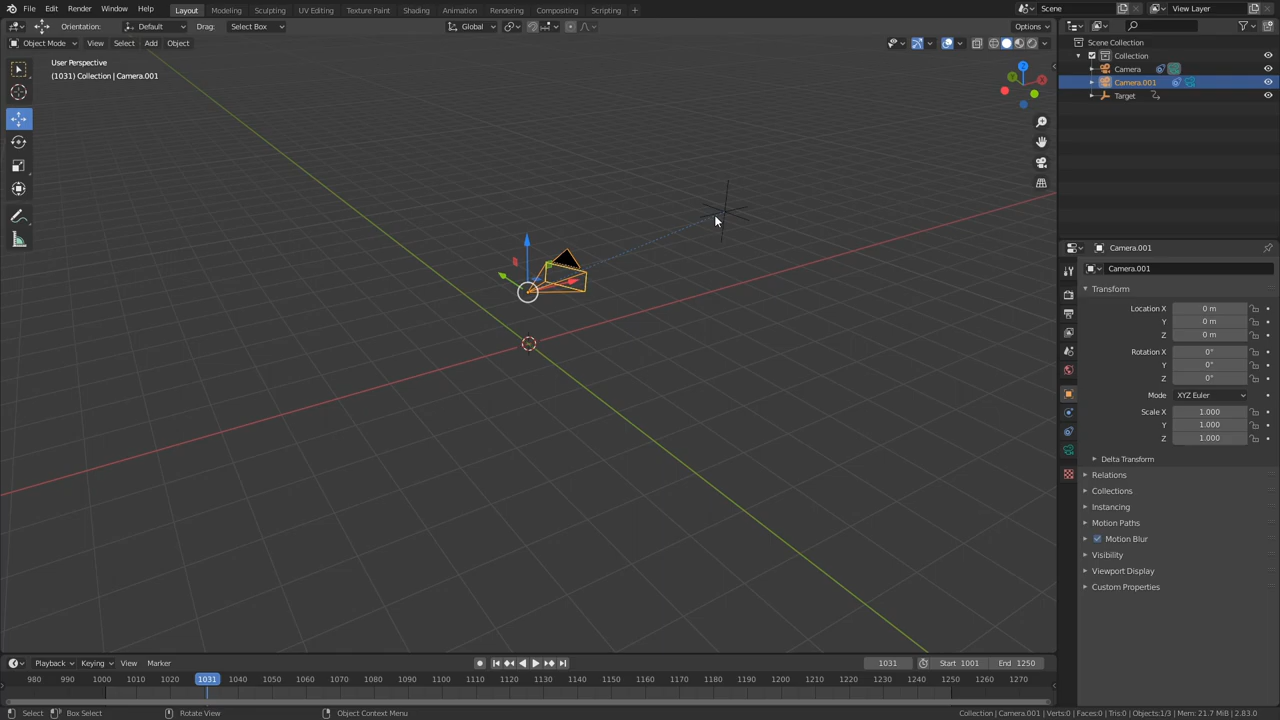 File Edit Render Window Help Layout Modeling Sculpting UV Editing Texture Paint Shading Animation Rendering Compositing Scripting + Scene View Layer
Orientation: Default Drag: Select Box Global Options
Object Mode View Select Add Object
User Perspective
(1031) Collection | Camera.001
Z
X
Y
Scene Collection
Collection
Camera
Camera.001
Target
Camera.001
Camera.001
Transform
Location X 0 m
Y 0 m
Z 0 m
Rotation X 0°
Y 0°
Z 0°
Mode XYZ Euler
Scale X 1.000
Y 1.000
Z 1.000
Delta Transform
Relations
Collections
Instancing
Motion Paths
Motion Blur
Visibility
Viewport Display
Custom Properties
Playback Keying View Marker 1031 Start 1001 End 1250
980 990 1000 1010 1020 1031 1040 1050 1060 1070 1080 1090 1100 1110 1120 1130 1140 1150 1160 1170 1180 1190 1200 1210 1220 1230 1240 1250 1260 1270
Select Box Select Rotate View Object Context Menu Collection | Camera.001 | Verts:0 | Faces:0 | Tris:0 | Objects:1/3 | Mem: 21.7 MiB | 2.83.0